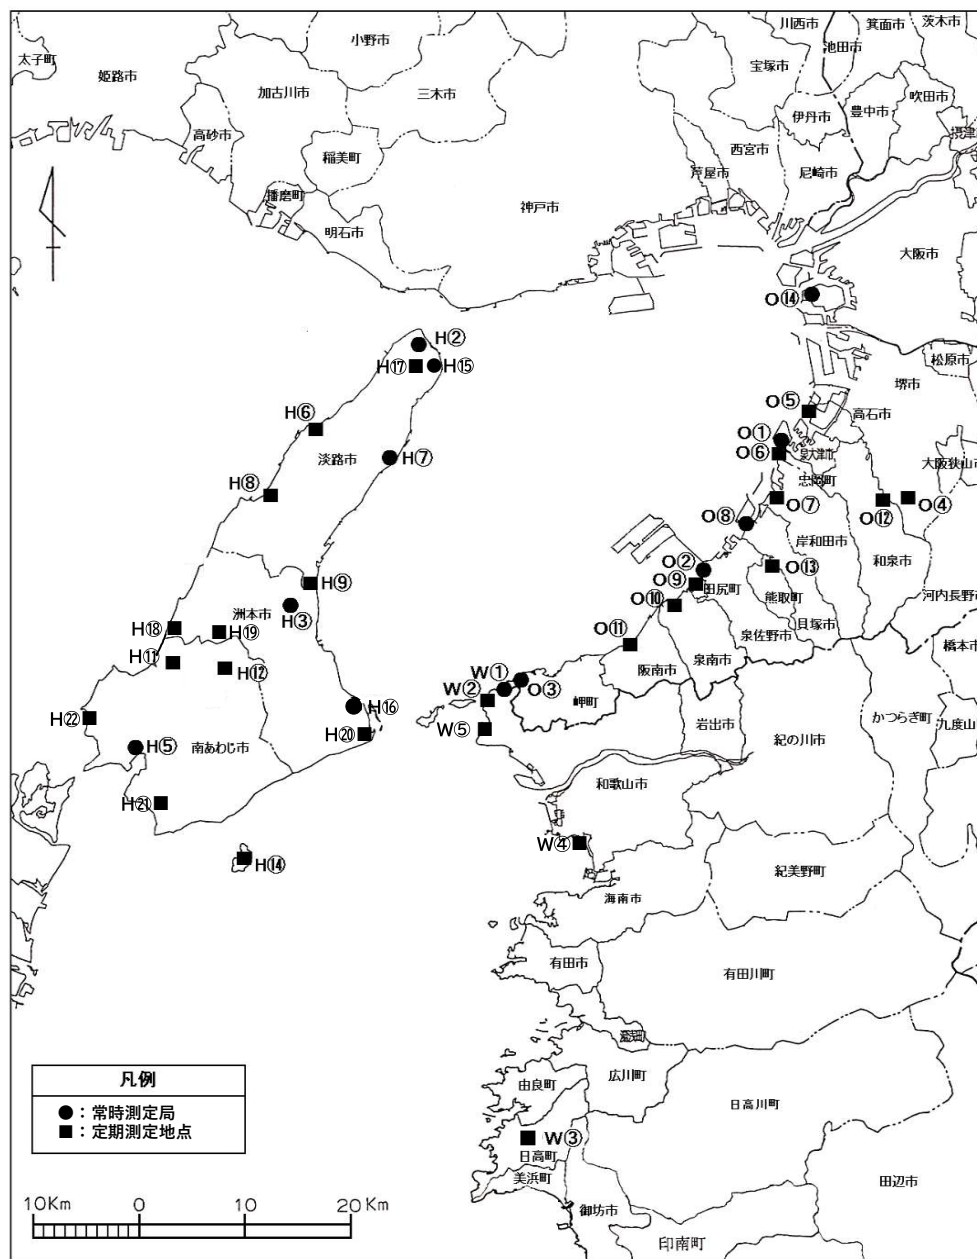 太子町
姫路市
小野市
加古川市
三木市
高砂市
稲美町
播磨町
明石市
神戸市
川西市
箕面市
茨木市
池田市
宝塚市
伊丹市
豊中市
吹田市
摂津
西宮市
芦屋市
尼崎市
大阪市
O⑭
松原市
堺市
H②
H⑰
H⑮
H⑥
淡路市
H⑦
H⑧
O⑤
高石市
O①
O⑥
泉大津市
忠岡町
大阪狭山市
O⑦
O⑫
O④
O⑧
岸和田市
和泉市
O②
O⑬
O⑨
田尻町
熊取町
O⑩
河内長野市
貝塚市
泉佐野市
H⑨
洲本市
H③
H⑱
H⑲
H⑪
H⑫
O⑪
泉南市
阪南市
橋本市
W①
W②
O③
岬町
H⑯
H㉒
H⑳
W⑤
岩出市
紀の川市
かつらぎ町
九度山
H⑤
南あわじ市
和歌山市
H㉑
H⑭
W④
紀美野町
海南市
有田市
有田川町
広川町
由良町
日高川町
W③
日高町
美浜町
田辺市
御坊市
印南町
凡例
●：常時測定局
■：定期測定地点
10Km 0 10 20Km